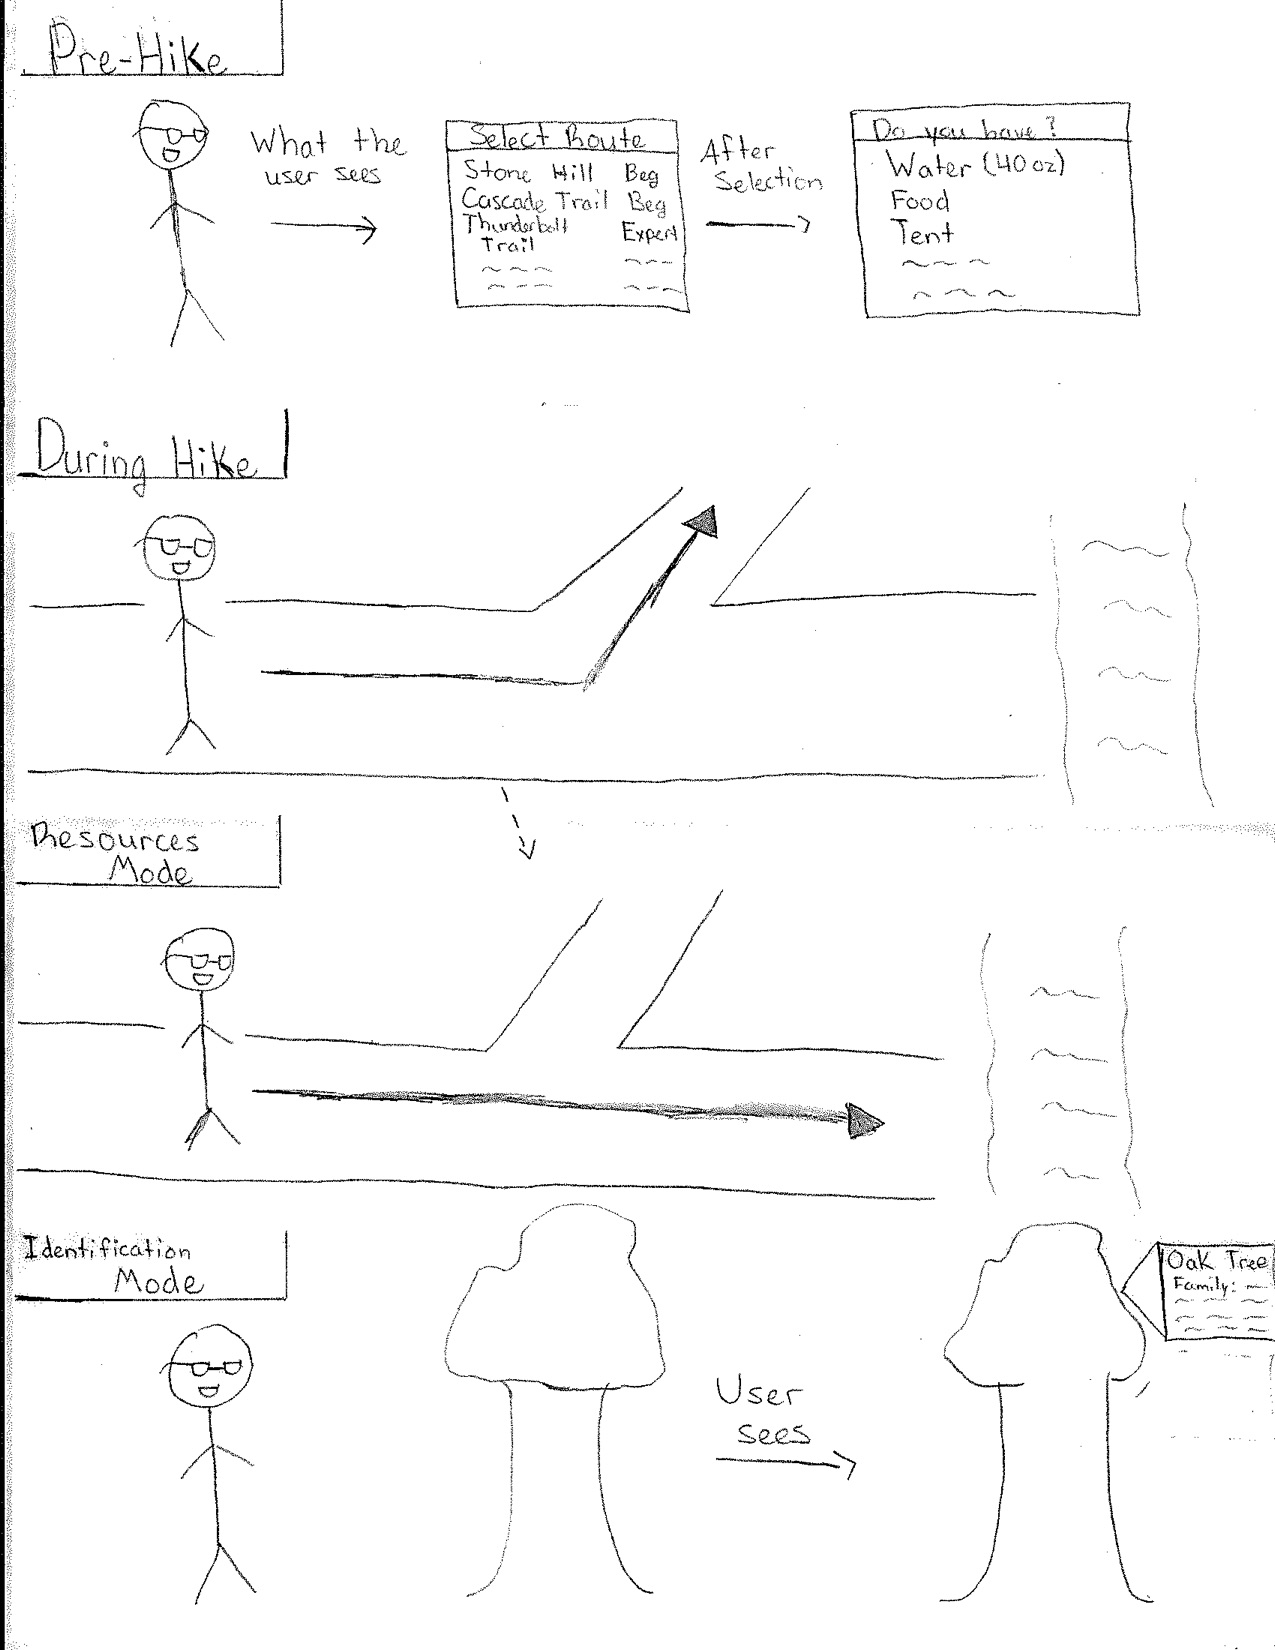 Pre-Hike
What the
user sees
Select Route
Stone Hill Beg
Cascade Trail Beg
Thunderbolt Expert
Trail
After
Selection
Do you have?
Water (40 oz)
Food
Tent
During Hike
Resources
Mode
Identification
Mode
User
sees
Oak Tree
Family: